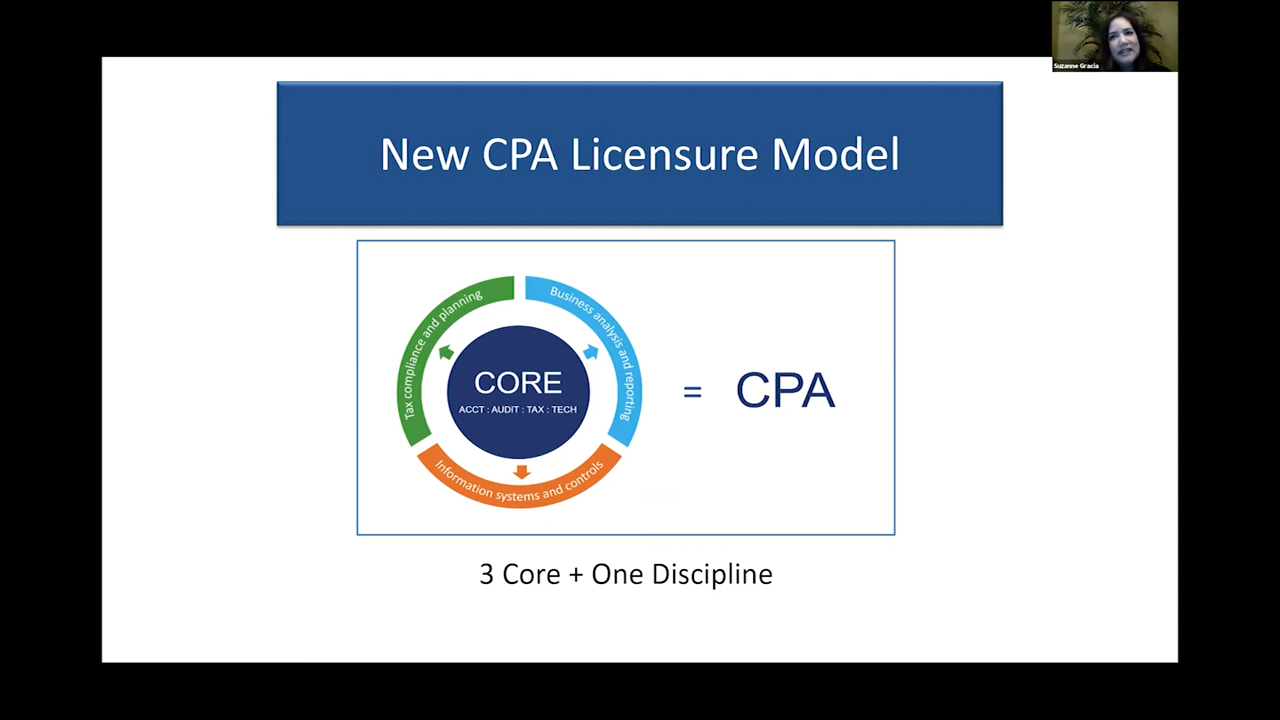 Suzanne Gracia
New CPA Licensure Model
Tax compliance and planning
Business analysis and reporting
CORE
ACCT : AUDIT : TAX : TECH
Information systems and controls
= CPA
3 Core + One Discipline